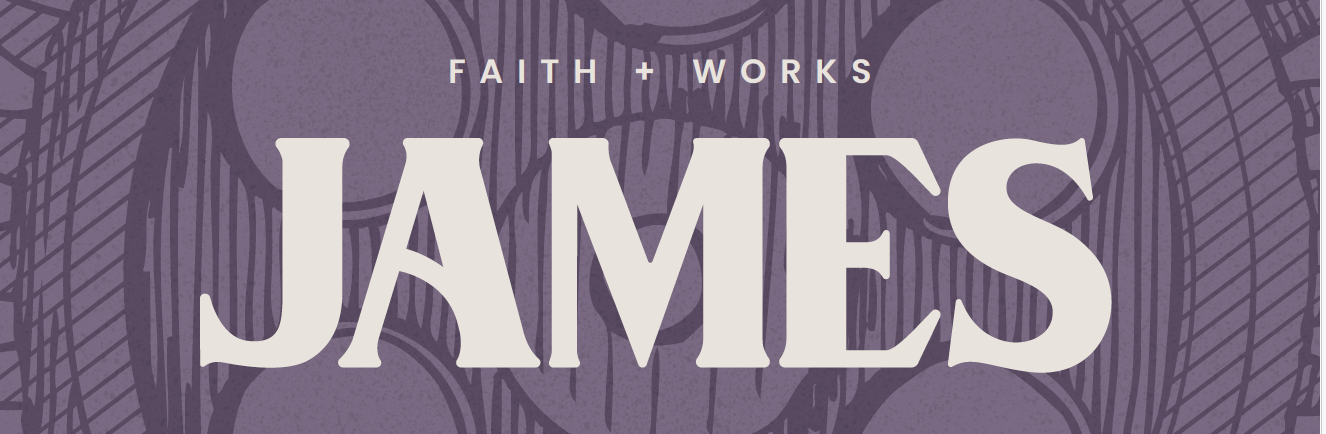 FAITH + WORKS
JAMES